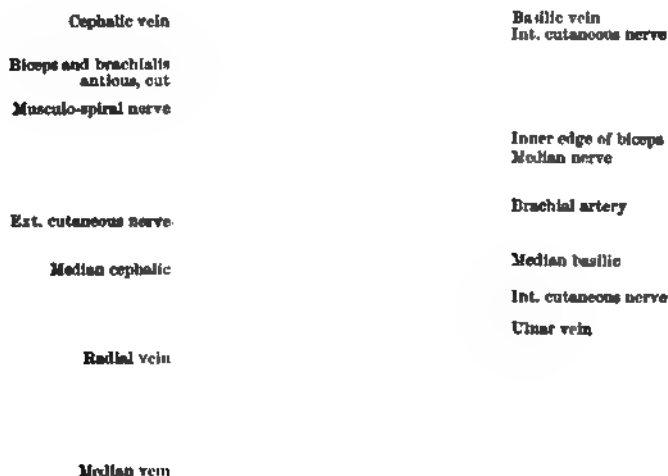 Cephalic vein
Biceps and brachialis
anticus, cut
Musculo-spiral nerve
Ext. cutaneous nerve
Median cephalic
Radial vein
Median vein
Basilic vein
Int. cutaneous nerve
Inner edge of biceps
Median nerve
Brachial artery
Median basilic
Int. cutaneous nerve
Ulnar vein